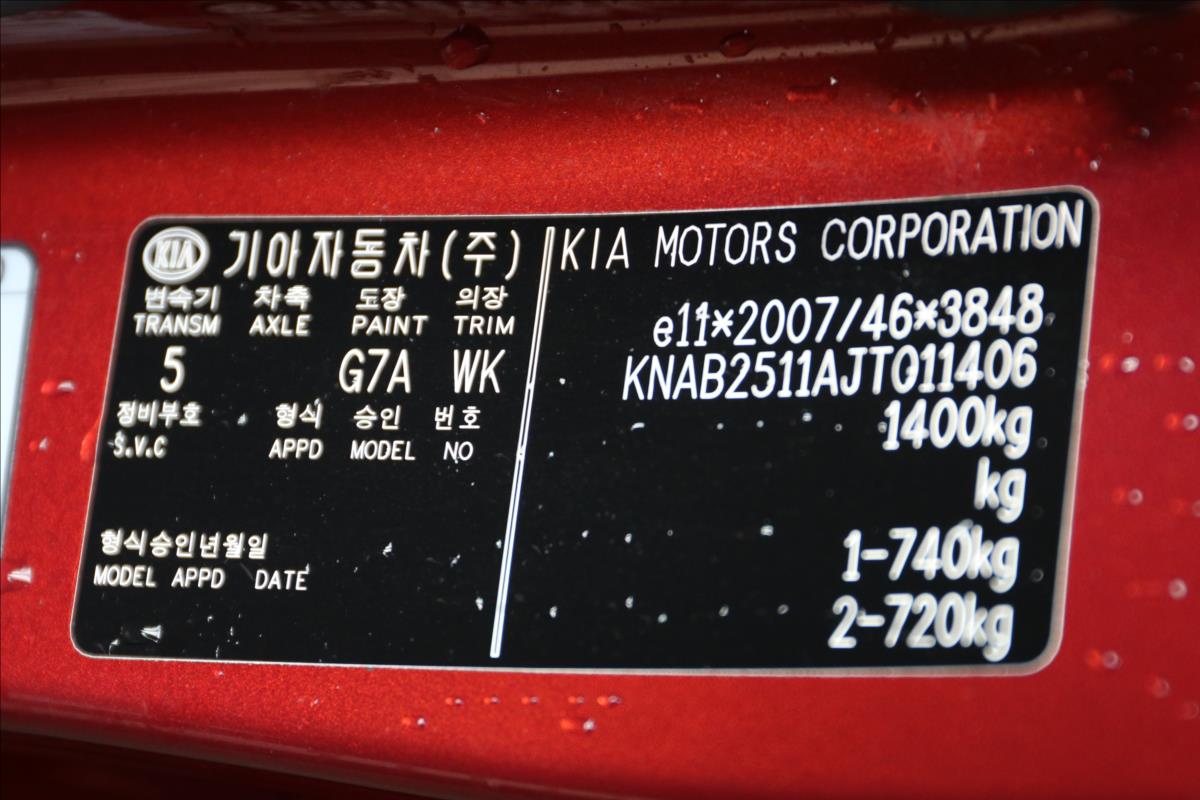 KIA 기아자동차(주)
변속기 차축 도장 의장
TRANSM AXLE PAINT TRIM
5 G7A WK
정비부호 형식 승인 번호
S.V.C APPD MODEL NO
형식승인년월일
MODEL APPD DATE
KIA MOTORS CORPORATION
e11*2007/46*3848
KNAB2511AJT011406
1400kg
kg
1-740kg
2-720kg